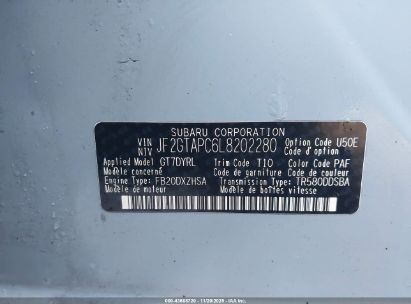 SUBARU CORPORATION
VIN JF2GTAPC6L8202280 Option Code U50E
NIV Code d'option
Applied Model GT7DYRL Trim Code T10 Color Code PAF
Modèle concerné Code de garniture Code de couleur
Engine Type FB20DXZHSA Transmission Type TR580DDSBA
Modèle de moteur Modèle de boîtes vitesse